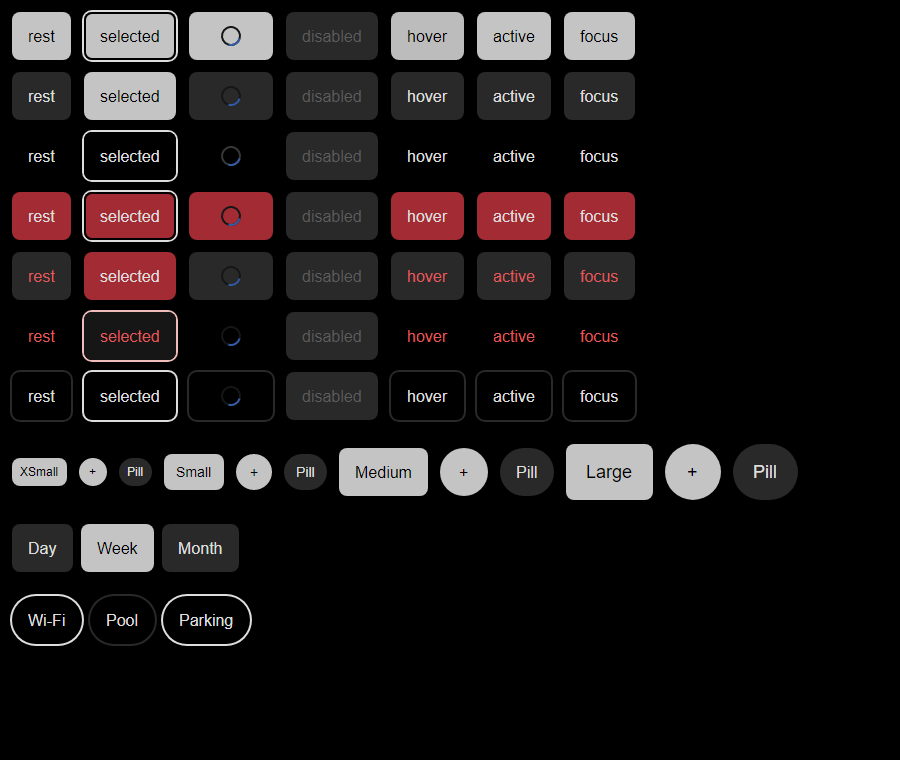 rest selected disabled hover active focus
rest selected disabled hover active focus
rest selected disabled hover active focus
rest selected disabled hover active focus
rest selected disabled hover active focus
rest selected disabled hover active focus
rest selected disabled hover active focus
XSmall + Pill Small + Pill Medium + Pill Large + Pill
Day Week Month
Wi-Fi Pool Parking